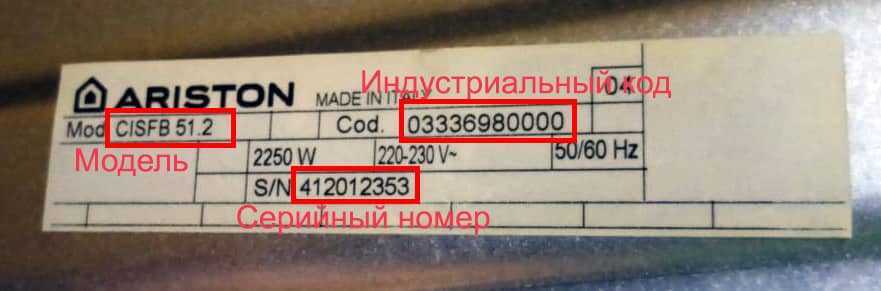 Индустриальный код
ARISTON MADE IN ITALY 04
Mod CISFB 51.2 Cod. 03336980000
Модель
2250 W 220-230 V~ 50/60 Hz
S/N 412012353
Серийный номер